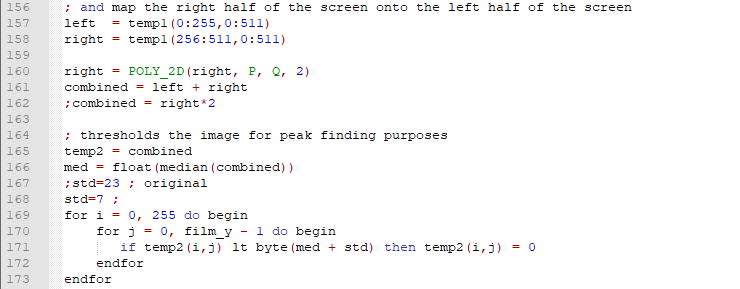 156 ; and map the right half of the screen onto the left half of the screen
157 left  = temp1(0:255,0:511)
158 right = temp1(256:511,0:511)
159
160 right = POLY_2D(right, P, Q, 2)
161 combined = left + right
162 ;combined = right*2
163
164 ; thresholds the image for peak finding purposes
165 temp2 = combined
166 med = float(median(combined))
167 ;std=23 ; original
168 std=7 ;
169 for i = 0, 255 do begin
170     for j = 0, film_y - 1 do begin
171        if temp2(i,j) lt byte(med + std) then temp2(i,j) = 0
172     endfor
173 endfor